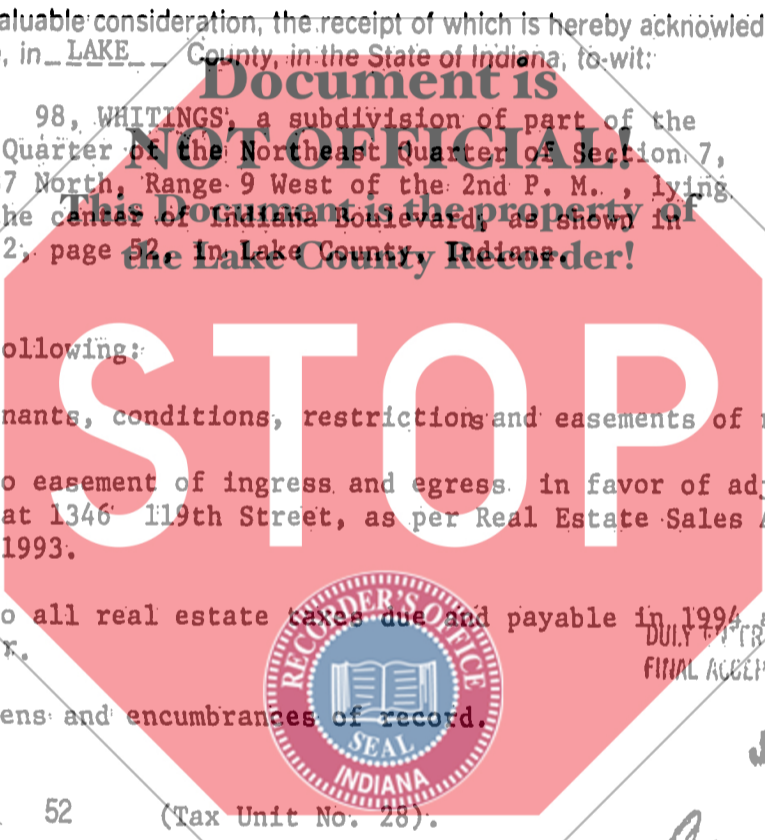 aluable consideration, the receipt of which is hereby acknowled
, in LAKE County, in the State of Indiana, to-wit:
Document is
98, WHITINGS', a subdivision of part of the
NOT OFFICIAL!
Quarter of the Northeast Quarter of Section 7,
7 North, Range 9 West of the 2nd P. M. , lying
This Document is the property of
he center of Indiana Boulevard, as shown in
2, page 52, In Lake County, Indiana.
the Lake County Recorder!
ollowing:
STOP
nants, conditions, restrictions and easements of
o easement of ingress and egress in favor of adj
at 1346 119th Street, as per Real Estate Sales
1993.
o all real estate taxes due and payable in 1994
r.
DULY ENTR
FINAL ACCEP
ens and encumbrances of record.
RECORDER'S OFFICE
SEAL
INDIANA
52 (Tax Unit No. 28).